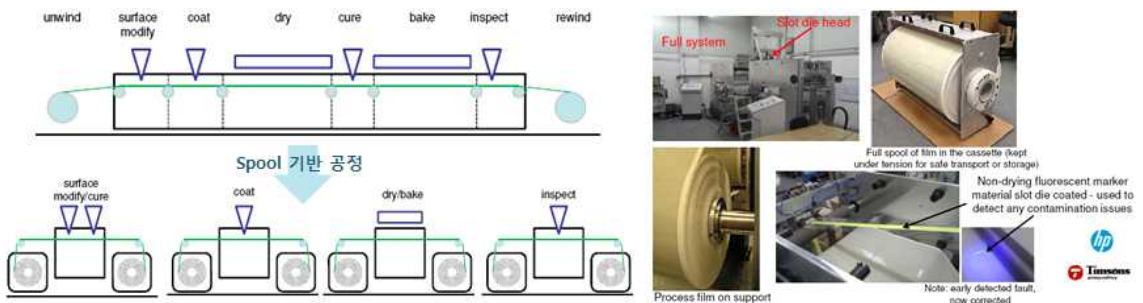 unwind
surface
modify
coat
dry
cure
bake
inspect
rewind
Spool 기반 공정
surface
modify/cure
coat
dry/bake
inspect
Full system
Slot die head
Full spool of film in the cassette (kept
under tension for safe transport or storage)
Non-drying fluorescent marker
material slot die coated - used to
detect any contamination issues
hp
Timsons
Process film on support
Note: early detected fault,
now corrected